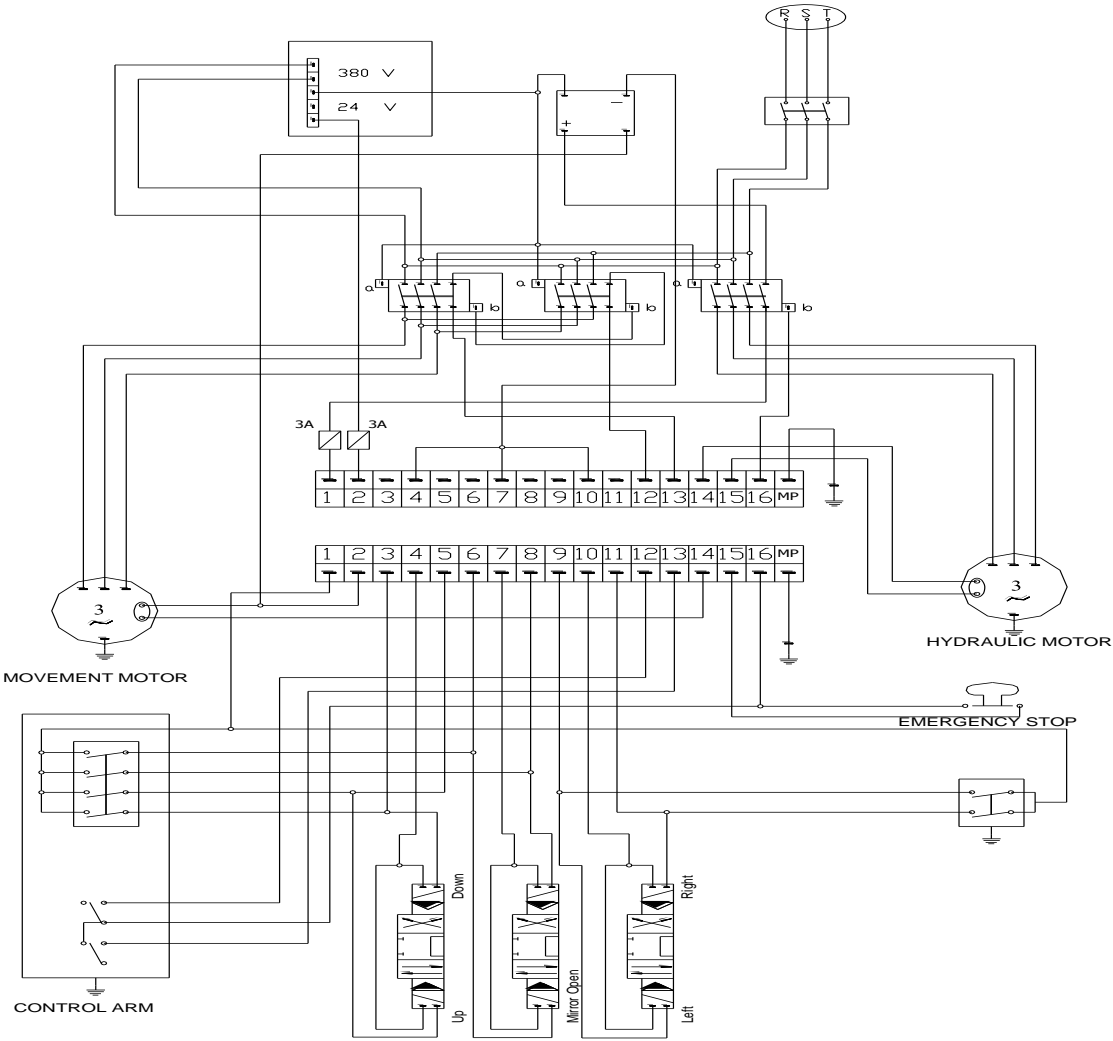 R S T
380 V
24 V
+ −
a b a b a b
3A 3A
1 2 3 4 5 6 7 8 9 10 11 12 13 14 15 16 MP
1 2 3 4 5 6 7 8 9 10 11 12 13 14 15 16 MP
3 ~
3 ~
HYDRAULIC MOTOR
MOVEMENT MOTOR
EMERGENCY STOP
Down
Right
Up
Mirror Open
Left
CONTROL ARM